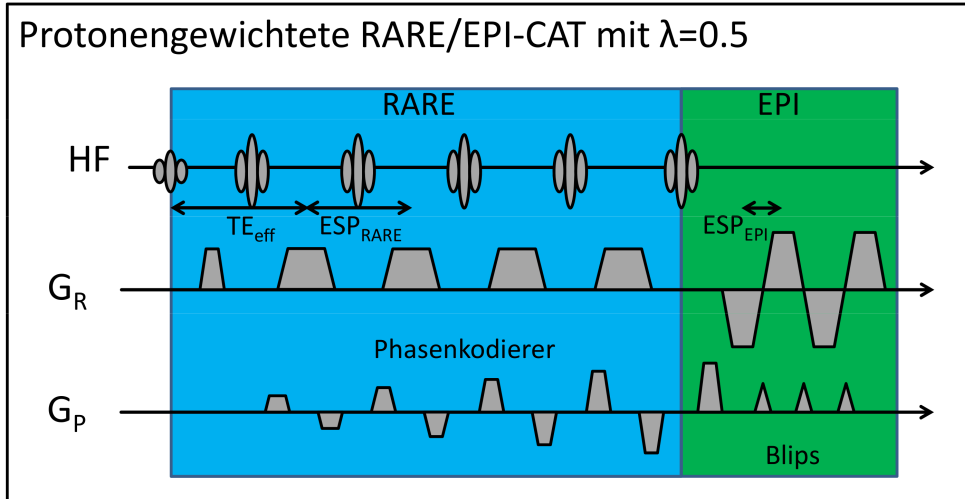 Protonengewichtete RARE/EPI-CAT mit λ=0.5
RARE
EPI
HF
TEeff
ESPRARE
ESPEPI
GR
Phasenkodierer
GP
Blips